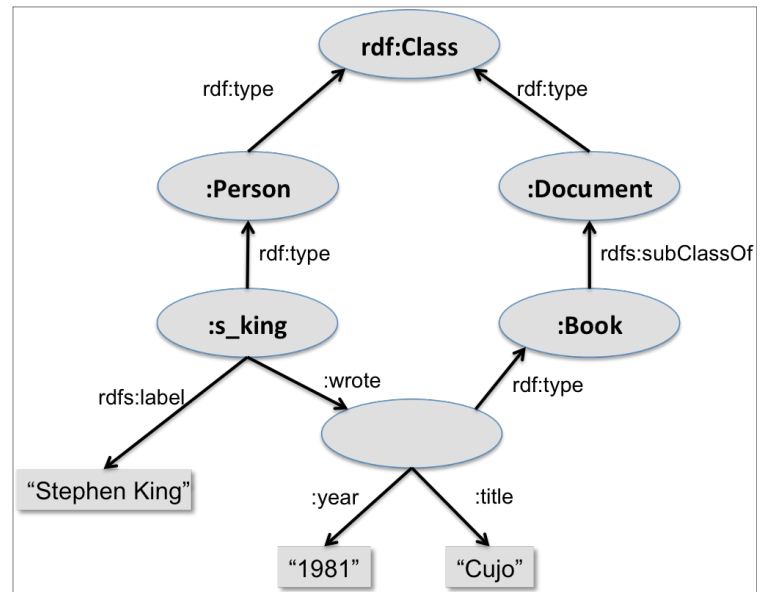 rdf:Class
rdf:type
rdf:type
:Person
:Document
rdf:type
rdfs:subClassOf
:s_king
:Book
rdfs:label
:wrote
rdf:type
“Stephen King”
:year
:title
“1981”
“Cujo”